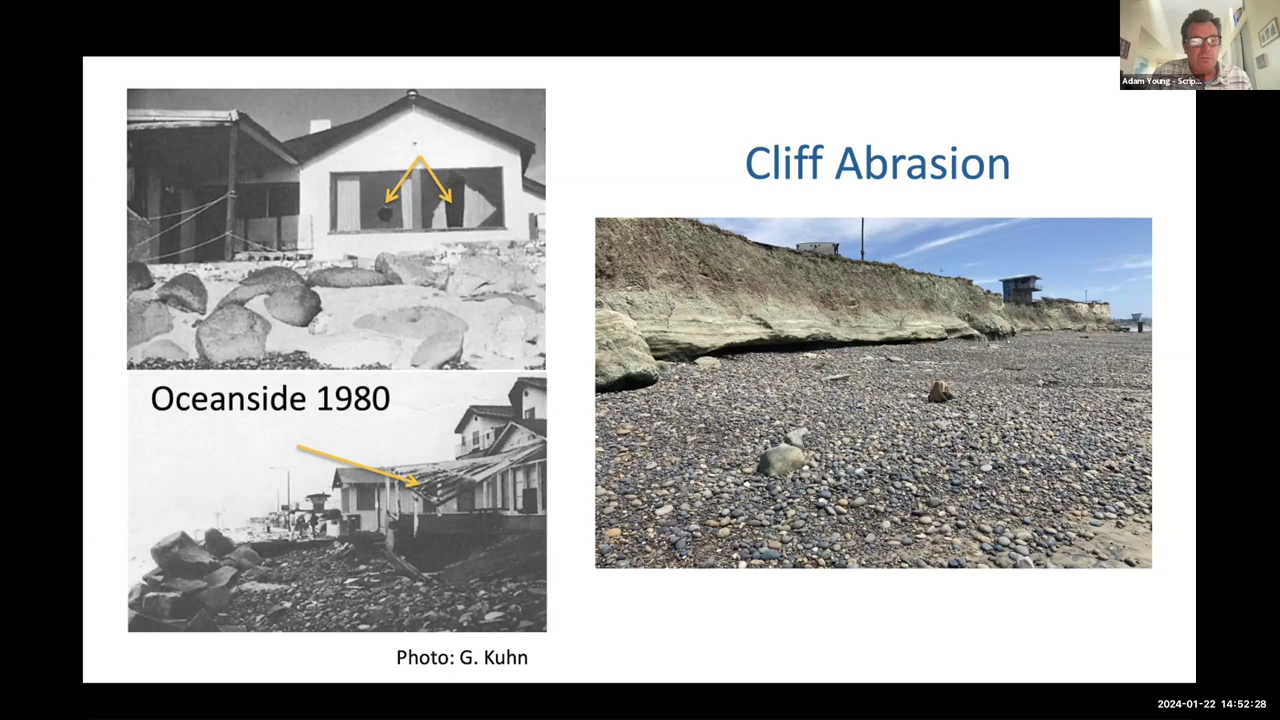 Adam Young - Scrip...
Cliff Abrasion
Oceanside 1980
Photo: G. Kuhn
2024-01-22 14:52:28